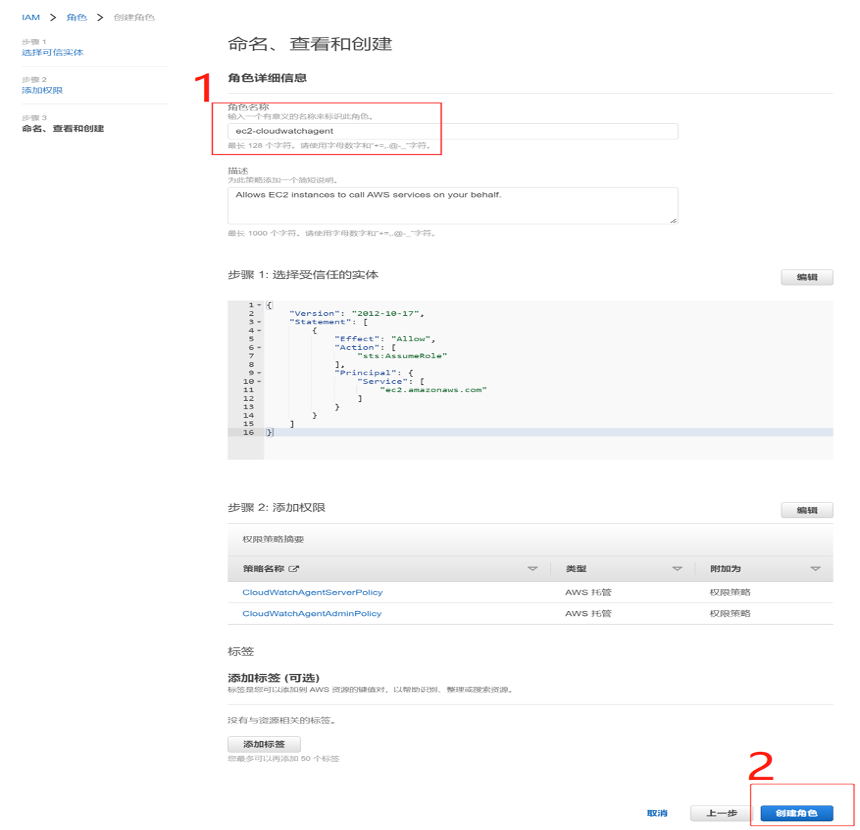 IAM > 角色 > 创建角色
步骤 1
选择可信实体
步骤 2
添加权限
步骤 3
命名、查看和创建
命名、查看和创建
1
角色详细信息
角色名称
输入一个有意义的名称来标识此角色。
ec2-cloudwatchagent
最长 128 个字符。请使用字母数字和"+=,.@-_"字符。
描述
为此策略添加一个简短说明。
Allows EC2 instances to call AWS services on your behalf.
最长 1000 个字符。请使用字母数字和"+=,.@-_"字符。
步骤 1: 选择受信任的实体
编辑
1 {
2 "Version": "2012-10-17",
3 "Statement": [
4 {
5 "Effect": "Allow",
6 "Action": [
7 "sts:AssumeRole"
8 ],
9 "Principal": {
10 "Service": [
11 "ec2.amazonaws.com"
12 ]
13 }
14 }
15 ]
16 }
步骤 2: 添加权限
编辑
权限策略摘要
策略名称 类型 附加为
CloudWatchAgentServerPolicy AWS 托管 权限策略
CloudWatchAgentAdminPolicy AWS 托管 权限策略
标签
添加标签 (可选)
标签是您可以添加到 AWS 资源的键值对，以帮助识别、整理或搜索资源。
没有与资源相关的标签。
添加标签
您最多可以再添加 50 个标签
2
取消 上一步 创建角色